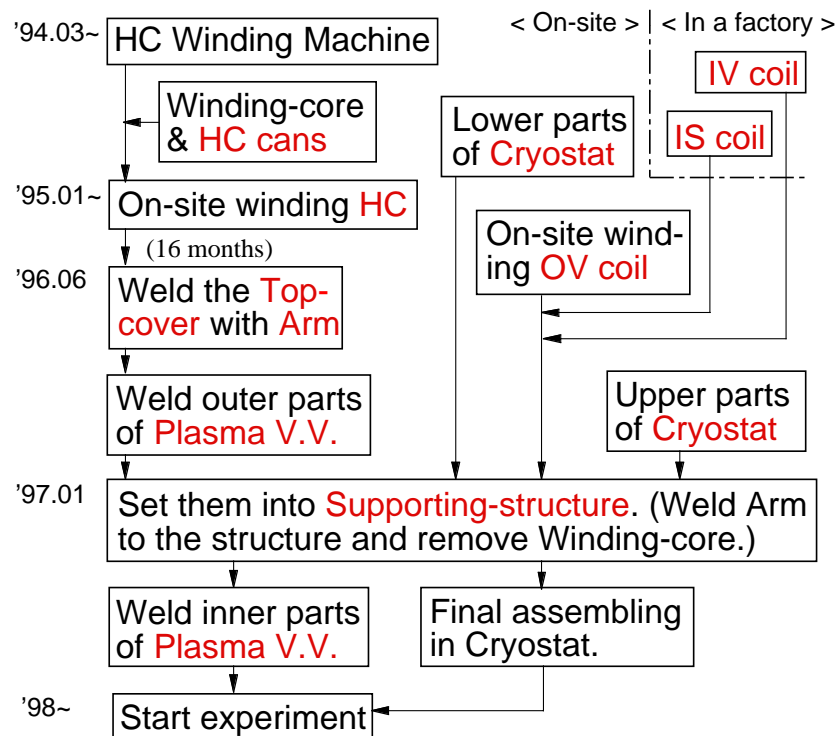 < On-site >
< In a factory >
'94.03~
HC Winding Machine
IV coil
Winding-core
& HC cans
Lower parts
of Cryostat
IS coil
'95.01~
On-site winding HC
(16 months)
On-site wind-
ing OV coil
'96.06
Weld the Top-
cover with Arm
Weld outer parts
of Plasma V.V.
Upper parts
of Cryostat
'97.01
Set them into Supporting-structure. (Weld Arm
to the structure and remove Winding-core.)
Weld inner parts
of Plasma V.V.
Final assembling
in Cryostat.
'98~
Start experiment